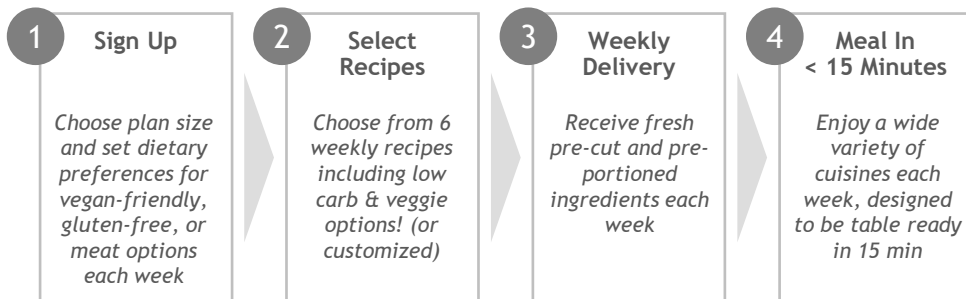 1
Sign Up
Choose plan size
and set dietary
preferences for
vegan-friendly,
gluten-free, or
meat options
each week
2
Select
Recipes
Choose from 6
weekly recipes
including low
carb & veggie
options! (or
customized)
3
Weekly
Delivery
Receive fresh
pre-cut and pre-
portioned
ingredients each
week
4
Meal In
< 15 Minutes
Enjoy a wide
variety of
cuisines each
week, designed
to be table ready
in 15 min